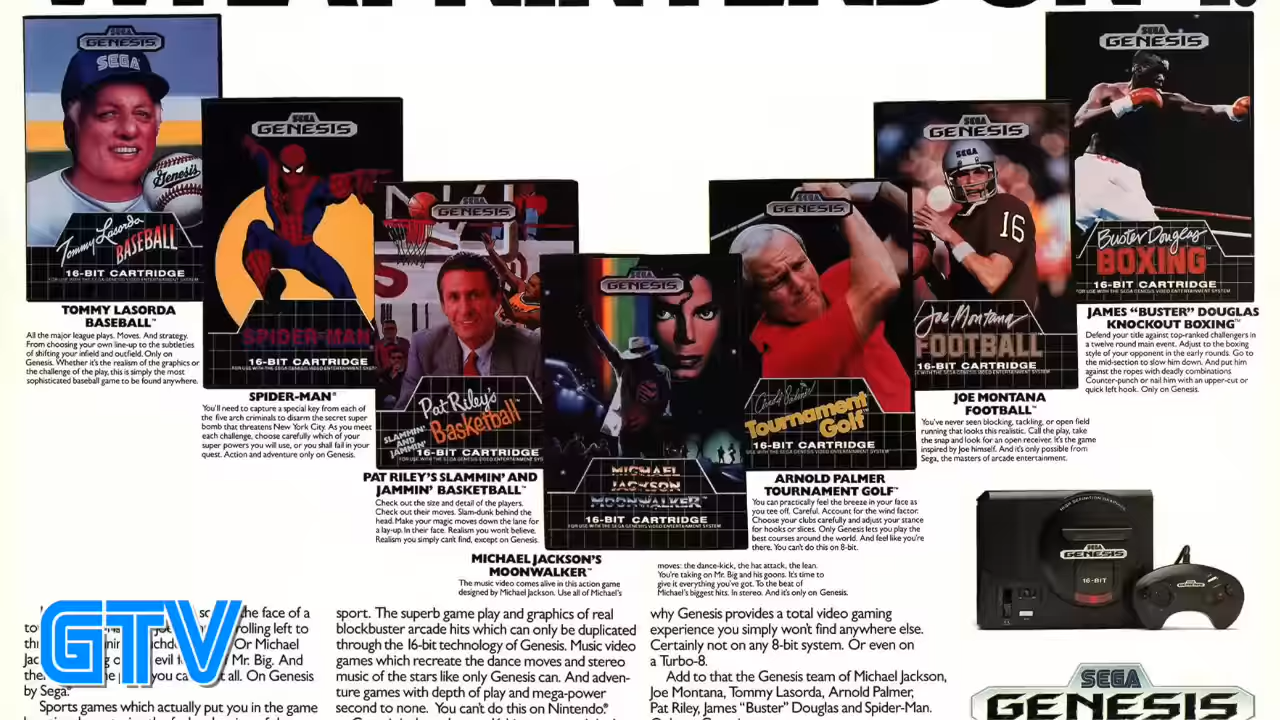 SEGA
GENESIS
SEGA
Genesis
Tommy Lasorda
BASEBALL
16-BIT CARTRIDGE
TOMMY LASORDA
BASEBALL™
All the major league plays. Moves. And strategy.
From choosing your own line-up to the subtleties
of shifting your infield and outfield. Only on
Genesis. Whether it's the realism of the graphics or
the challenge of the play, this is simply the most
sophisticated baseball game to be found anywhere.
SEGA
GENESIS
SPIDER-MAN
16-BIT CARTRIDGE
SPIDER-MAN®
You'll need to capture a special key from each of
the five arch criminals to disarm the secret super
bomb that threatens New York City. As you meet
each challenge, choose carefully which of your
super powers you will use, or you shall fail in your
quest. Action and adventure only on Genesis.
SEGA
GENESIS
Pat Riley's
SLAMMIN' AND JAMMIN'
Basketball
16-BIT CARTRIDGE
PAT RILEY'S SLAMMIN' AND
JAMMIN' BASKETBALL™
Check out the size and detail of the players.
Check out their moves. Slam-dunk behind the
head. Make your magic moves down the lane for
a lay-up. In their face. Realism you won't believe.
Realism you simply can't find, except on Genesis.
SEGA
GENESIS
MICHAEL
JACKSON'S
MOONWALKER™
16-BIT CARTRIDGE
MICHAEL JACKSON'S
MOONWALKER™
The music video comes alive in this action game
designed by Michael Jackson. Use all of Michael's
moves: the dance-kick, the hat attack, the lean.
You're taking on Mr. Big and his goons. It's time to
give it everything you've got. To the beat of
Michael's biggest hits. In stereo. And it's only on Genesis.
SEGA
GENESIS
Arnold Palmer
Tournament
Golf
16-BIT CARTRIDGE
ARNOLD PALMER
TOURNAMENT GOLF™
You can practically feel the breeze in your face as
you tee off. Careful. Account for the wind factor.
Choose your clubs carefully and adjust your stance
for hooks or slices. Only Genesis lets you play the
best courses around the world. And feel like you're
there. You can't do this on 8-bit.
SEGA
GENESIS
SEGA
16
Joe Montana
FOOTBALL
16-BIT CARTRIDGE
JOE MONTANA
FOOTBALL™
You've never seen blocking, tackling, or open field
running that looks this realistic. Call the play, take
the snap and look for an open receiver. It's the game
inspired by Joe himself. And it's only possible from
Sega, the masters of arcade entertainment.
SEGA
GENESIS
Buster Douglas
BOXING
16-BIT CARTRIDGE
JAMES "BUSTER" DOUGLAS
KNOCKOUT BOXING™
Defend your title against top-ranked challengers in
a twelve round main event. Adjust to the boxing
style of your opponent in the early rounds. Go to
the mid-section to slow him down. And put him
against the ropes with deadly combinations
Counter-punch or nail him with an upper-cut or
quick left hook. Only on Genesis.
HIGH DEFINITION GRAPHICS
SEGA
GENESIS
16-BIT
the face of a
rolling left to
Or Michael
evil Mr. Big. And
you ca all. On Genesis
by Sega.®
Sports games which actually put you in the game
GTV
sport. The superb game play and graphics of real
blockbuster arcade hits which can only be duplicated
through the 16-bit technology of Genesis. Music video
games which recreate the dance moves and stereo
music of the stars like only Genesis can. And adven-
ture games with depth of play and mega-power
second to none. You can't do this on Nintendo.®
why Genesis provides a total video gaming
experience you simply won't find anywhere else.
Certainly not on any 8-bit system. Or even on
a Turbo-8.
Add to that the Genesis team of Michael Jackson,
Joe Montana, Tommy Lasorda, Arnold Palmer,
Pat Riley, James "Buster" Douglas and Spider-Man.
SEGA
GENESIS